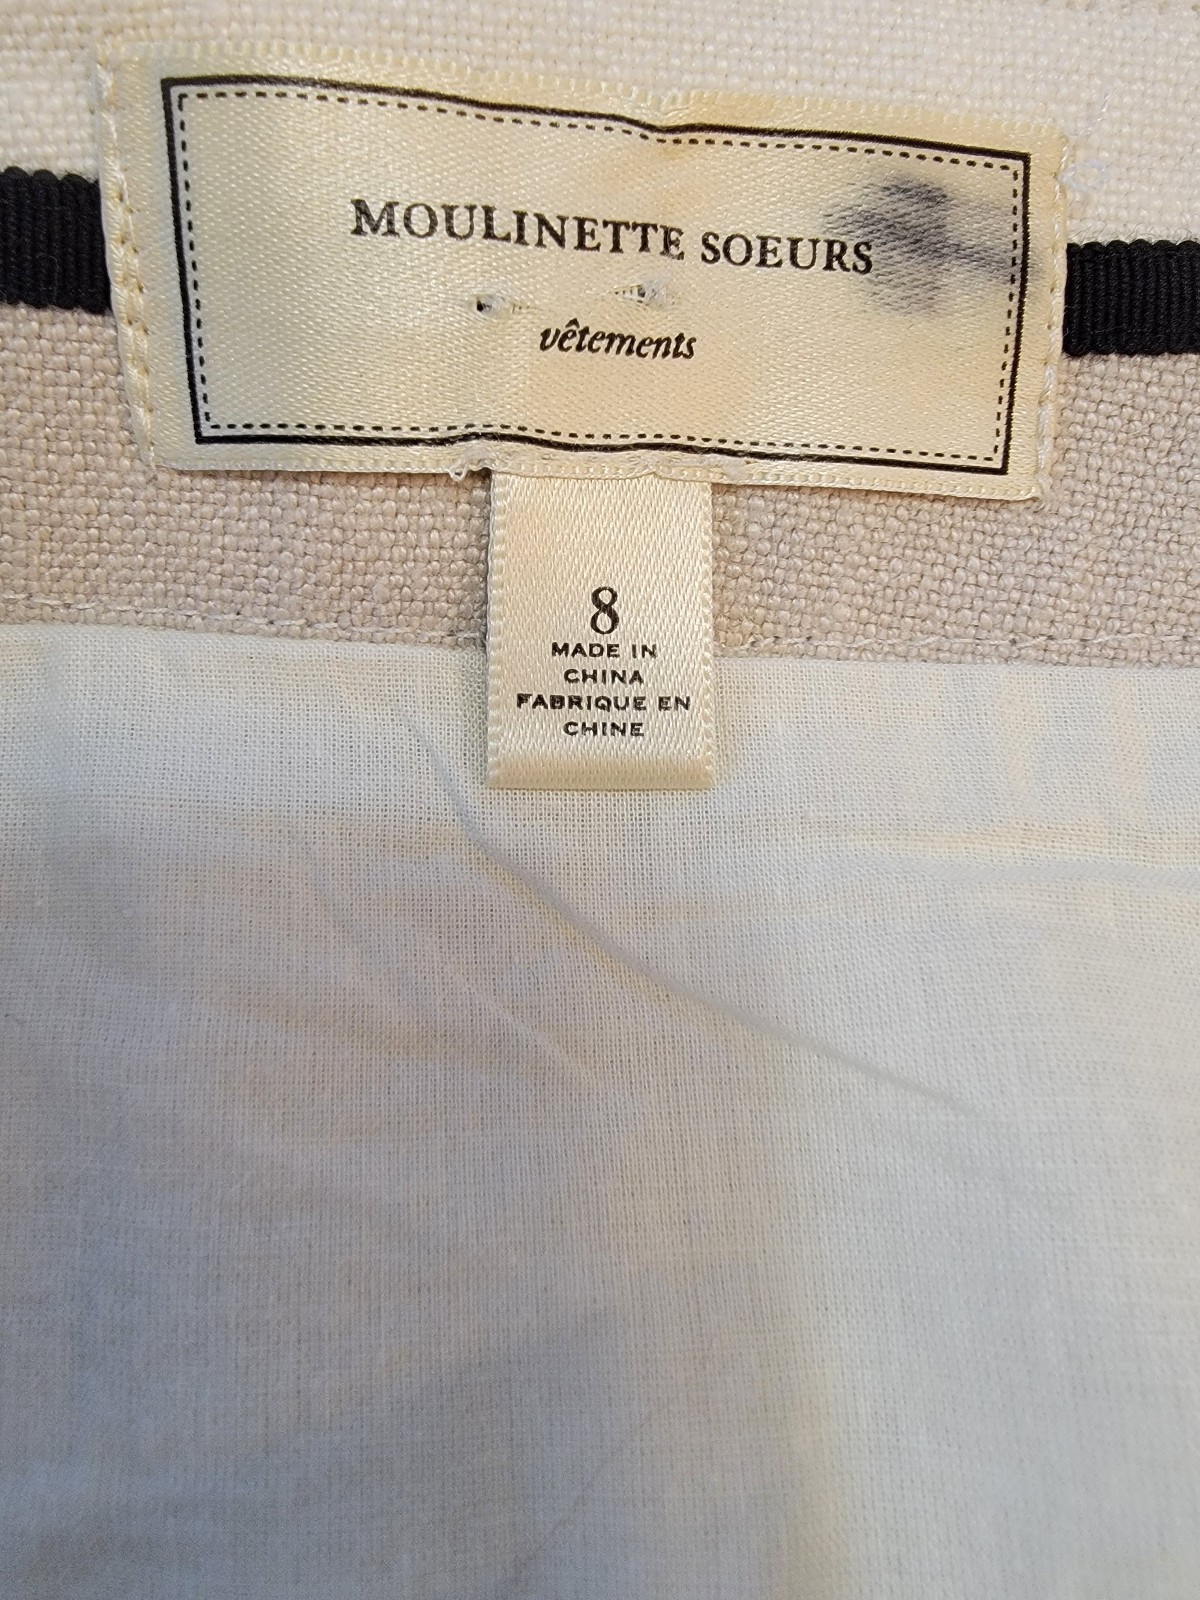 MOULINETTE SOEURS
vêtements
8
MADE IN
CHINA
FABRIQUE EN
CHINE